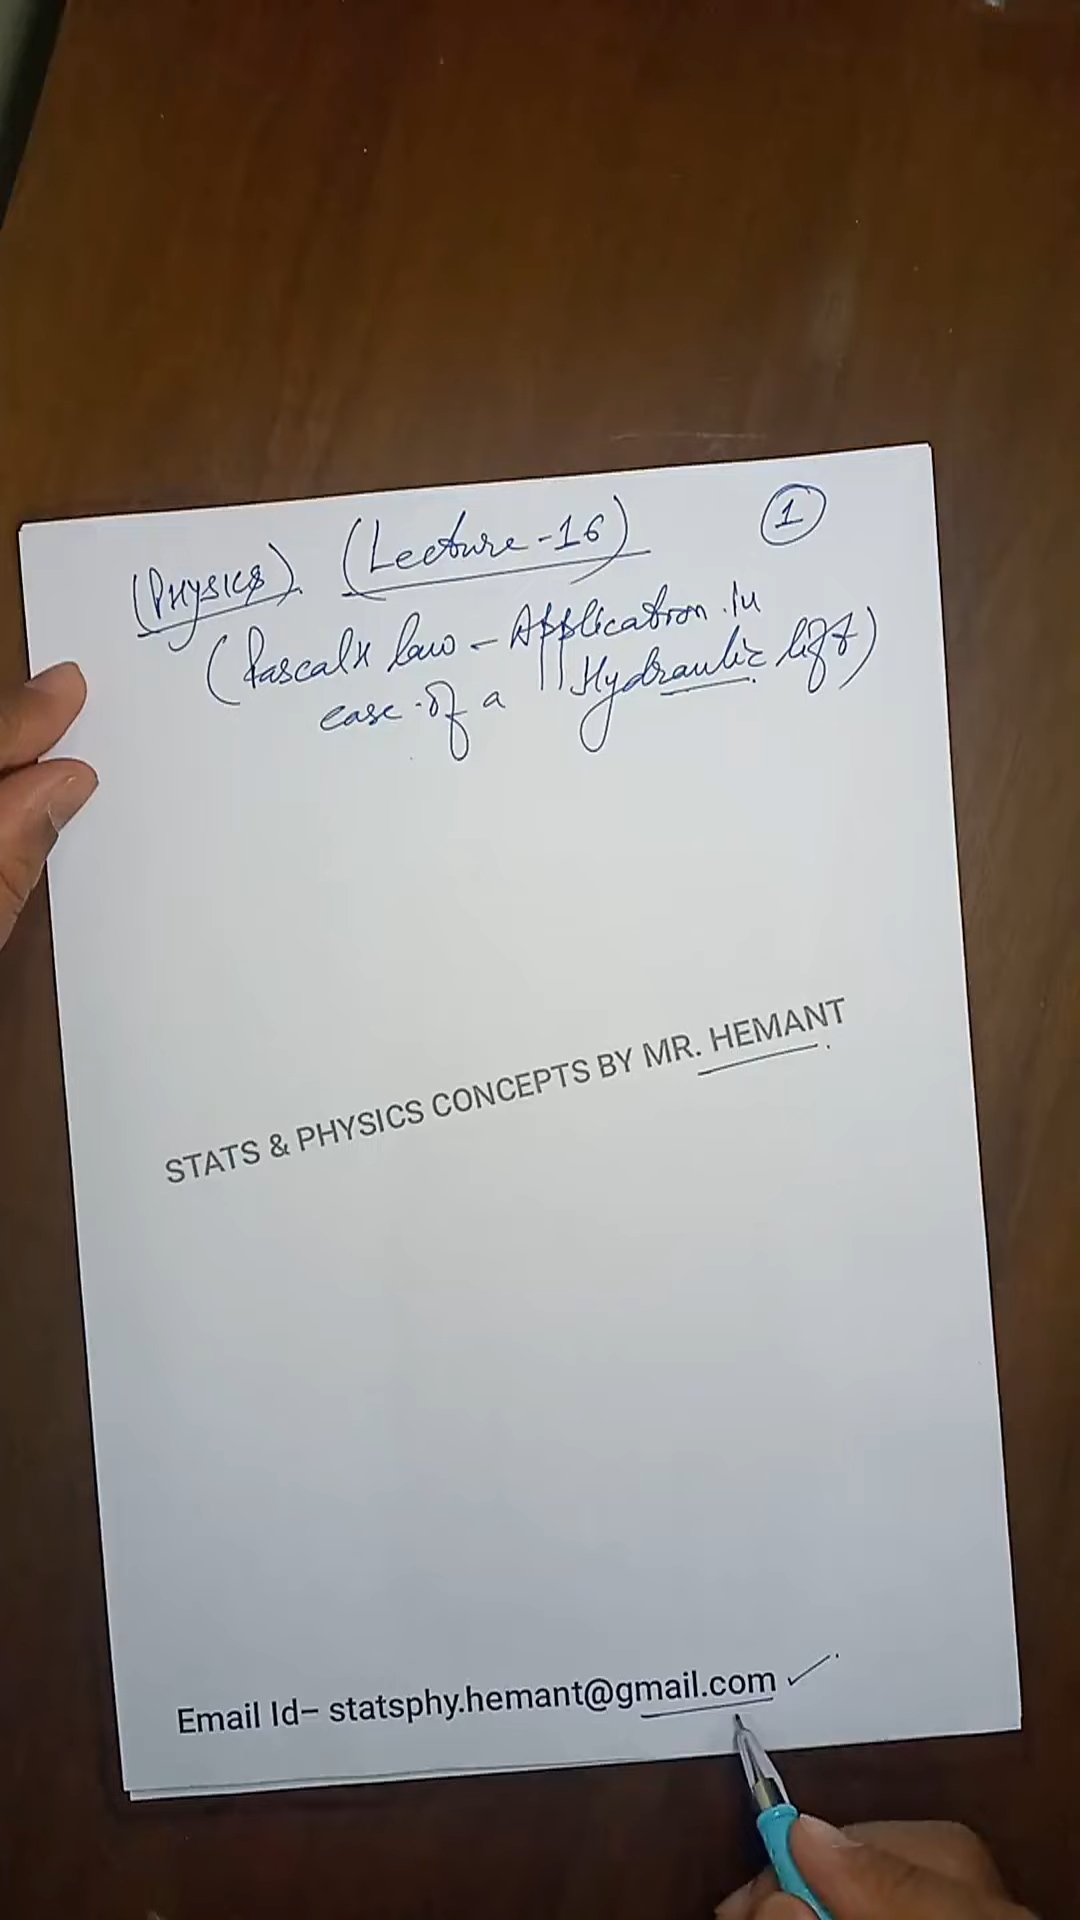 (Physics). (Lecture-16) 1
(Pascal's law - Application in
case of a Hydraulic lift)
STATS & PHYSICS CONCEPTS BY MR. HEMANT
Email Id– statsphy.hemant@gmail.com